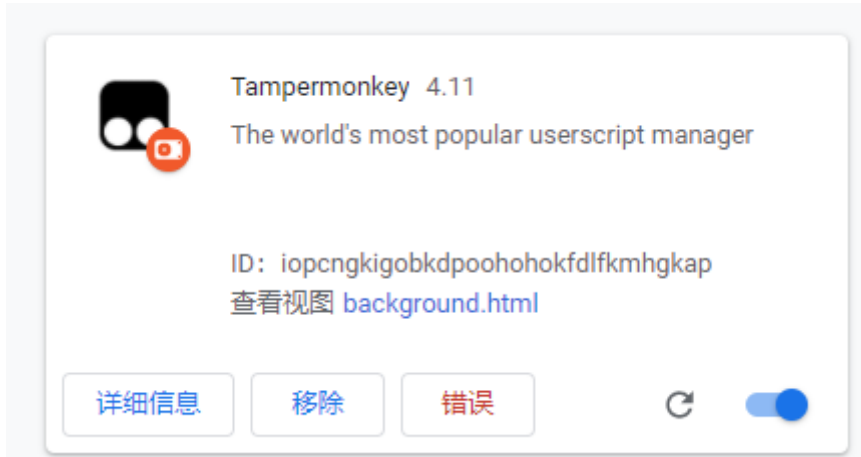 Tampermonkey 4.11
The world's most popular userscript manager
ID: iopcngkigobkdpoohohokfdlfkmhgkap
查看视图 background.html
详细信息 移除 错误